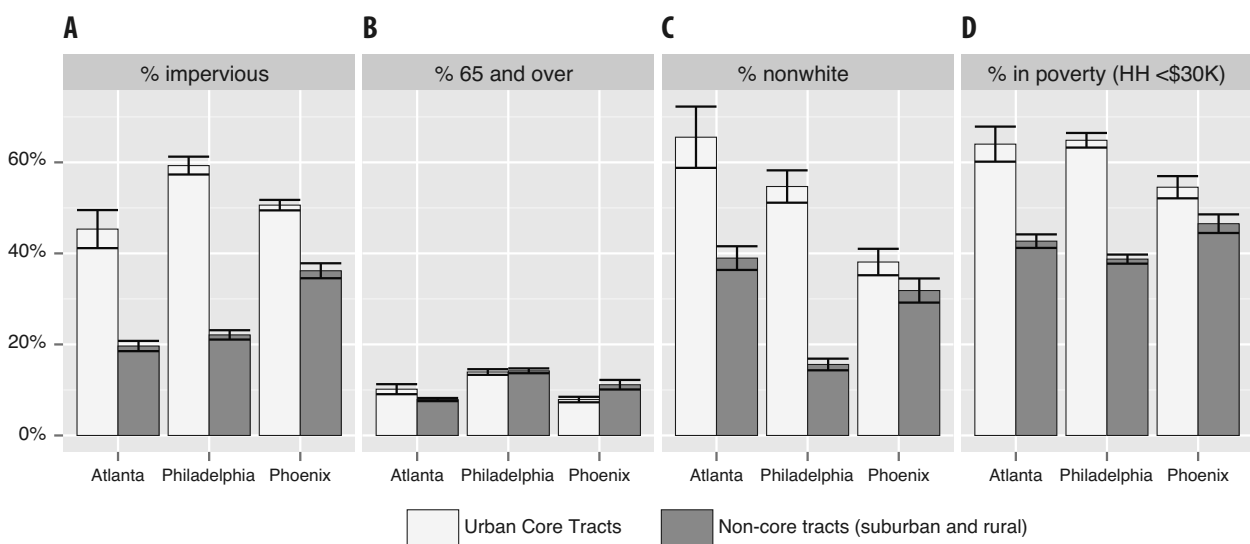 A B C D
% impervious % 65 and over % nonwhite % in poverty (HH <$30K)
60%
40%
20%
0%
Atlanta Philadelphia Phoenix Atlanta Philadelphia Phoenix Atlanta Philadelphia Phoenix Atlanta Philadelphia Phoenix
Urban Core Tracts Non-core tracts (suburban and rural)